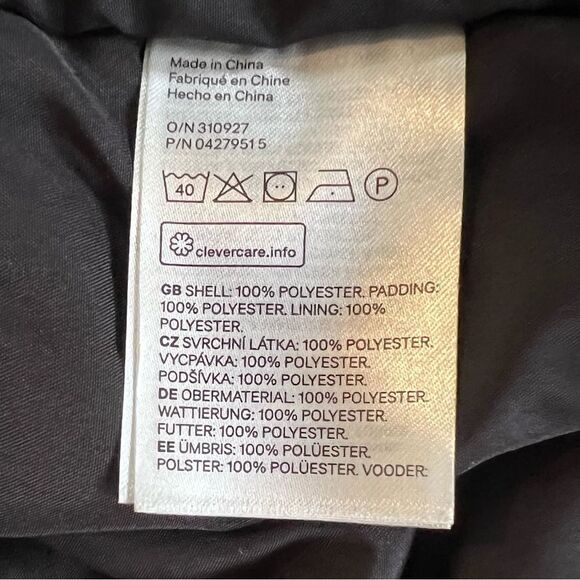 Made in China
Fabriqué en Chine
Hecho en China
O/N 310927
P/N 04279515
40 P
clevercare.info
GB SHELL: 100% POLYESTER. PADDING:
100% POLYESTER. LINING: 100%
POLYESTER.
CZ SVRCHNÍ LÁTKA: 100% POLYESTER.
VYCPÁVKA: 100% POLYESTER.
PODŠÍVKA: 100% POLYESTER.
DE OBERMATERIAL: 100% POLYESTER.
WATTIERUNG: 100% POLYESTER.
FUTTER: 100% POLYESTER.
EE ÜMBRIS: 100% POLÜESTER.
POLSTER: 100% POLÜESTER. VOODER: